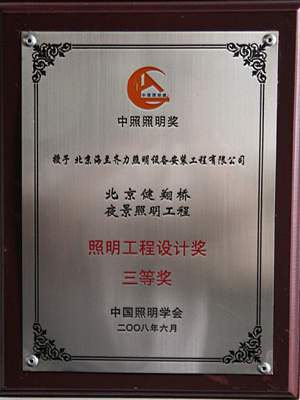 中照照明奖
中照照明奖
授予 北京海兰齐力照明设备安装工程有限公司
北京健翔桥
夜景照明工程
照明工程设计奖
三等奖
中国照明学会
二〇〇八年六月